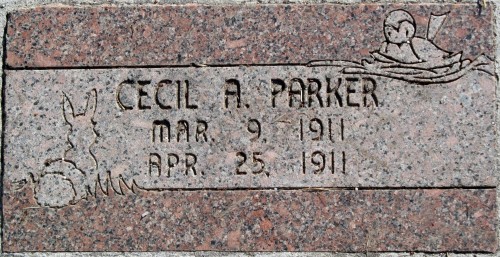 CECIL A. PARKER
MAR. 9 1911
APR. 25, 1911